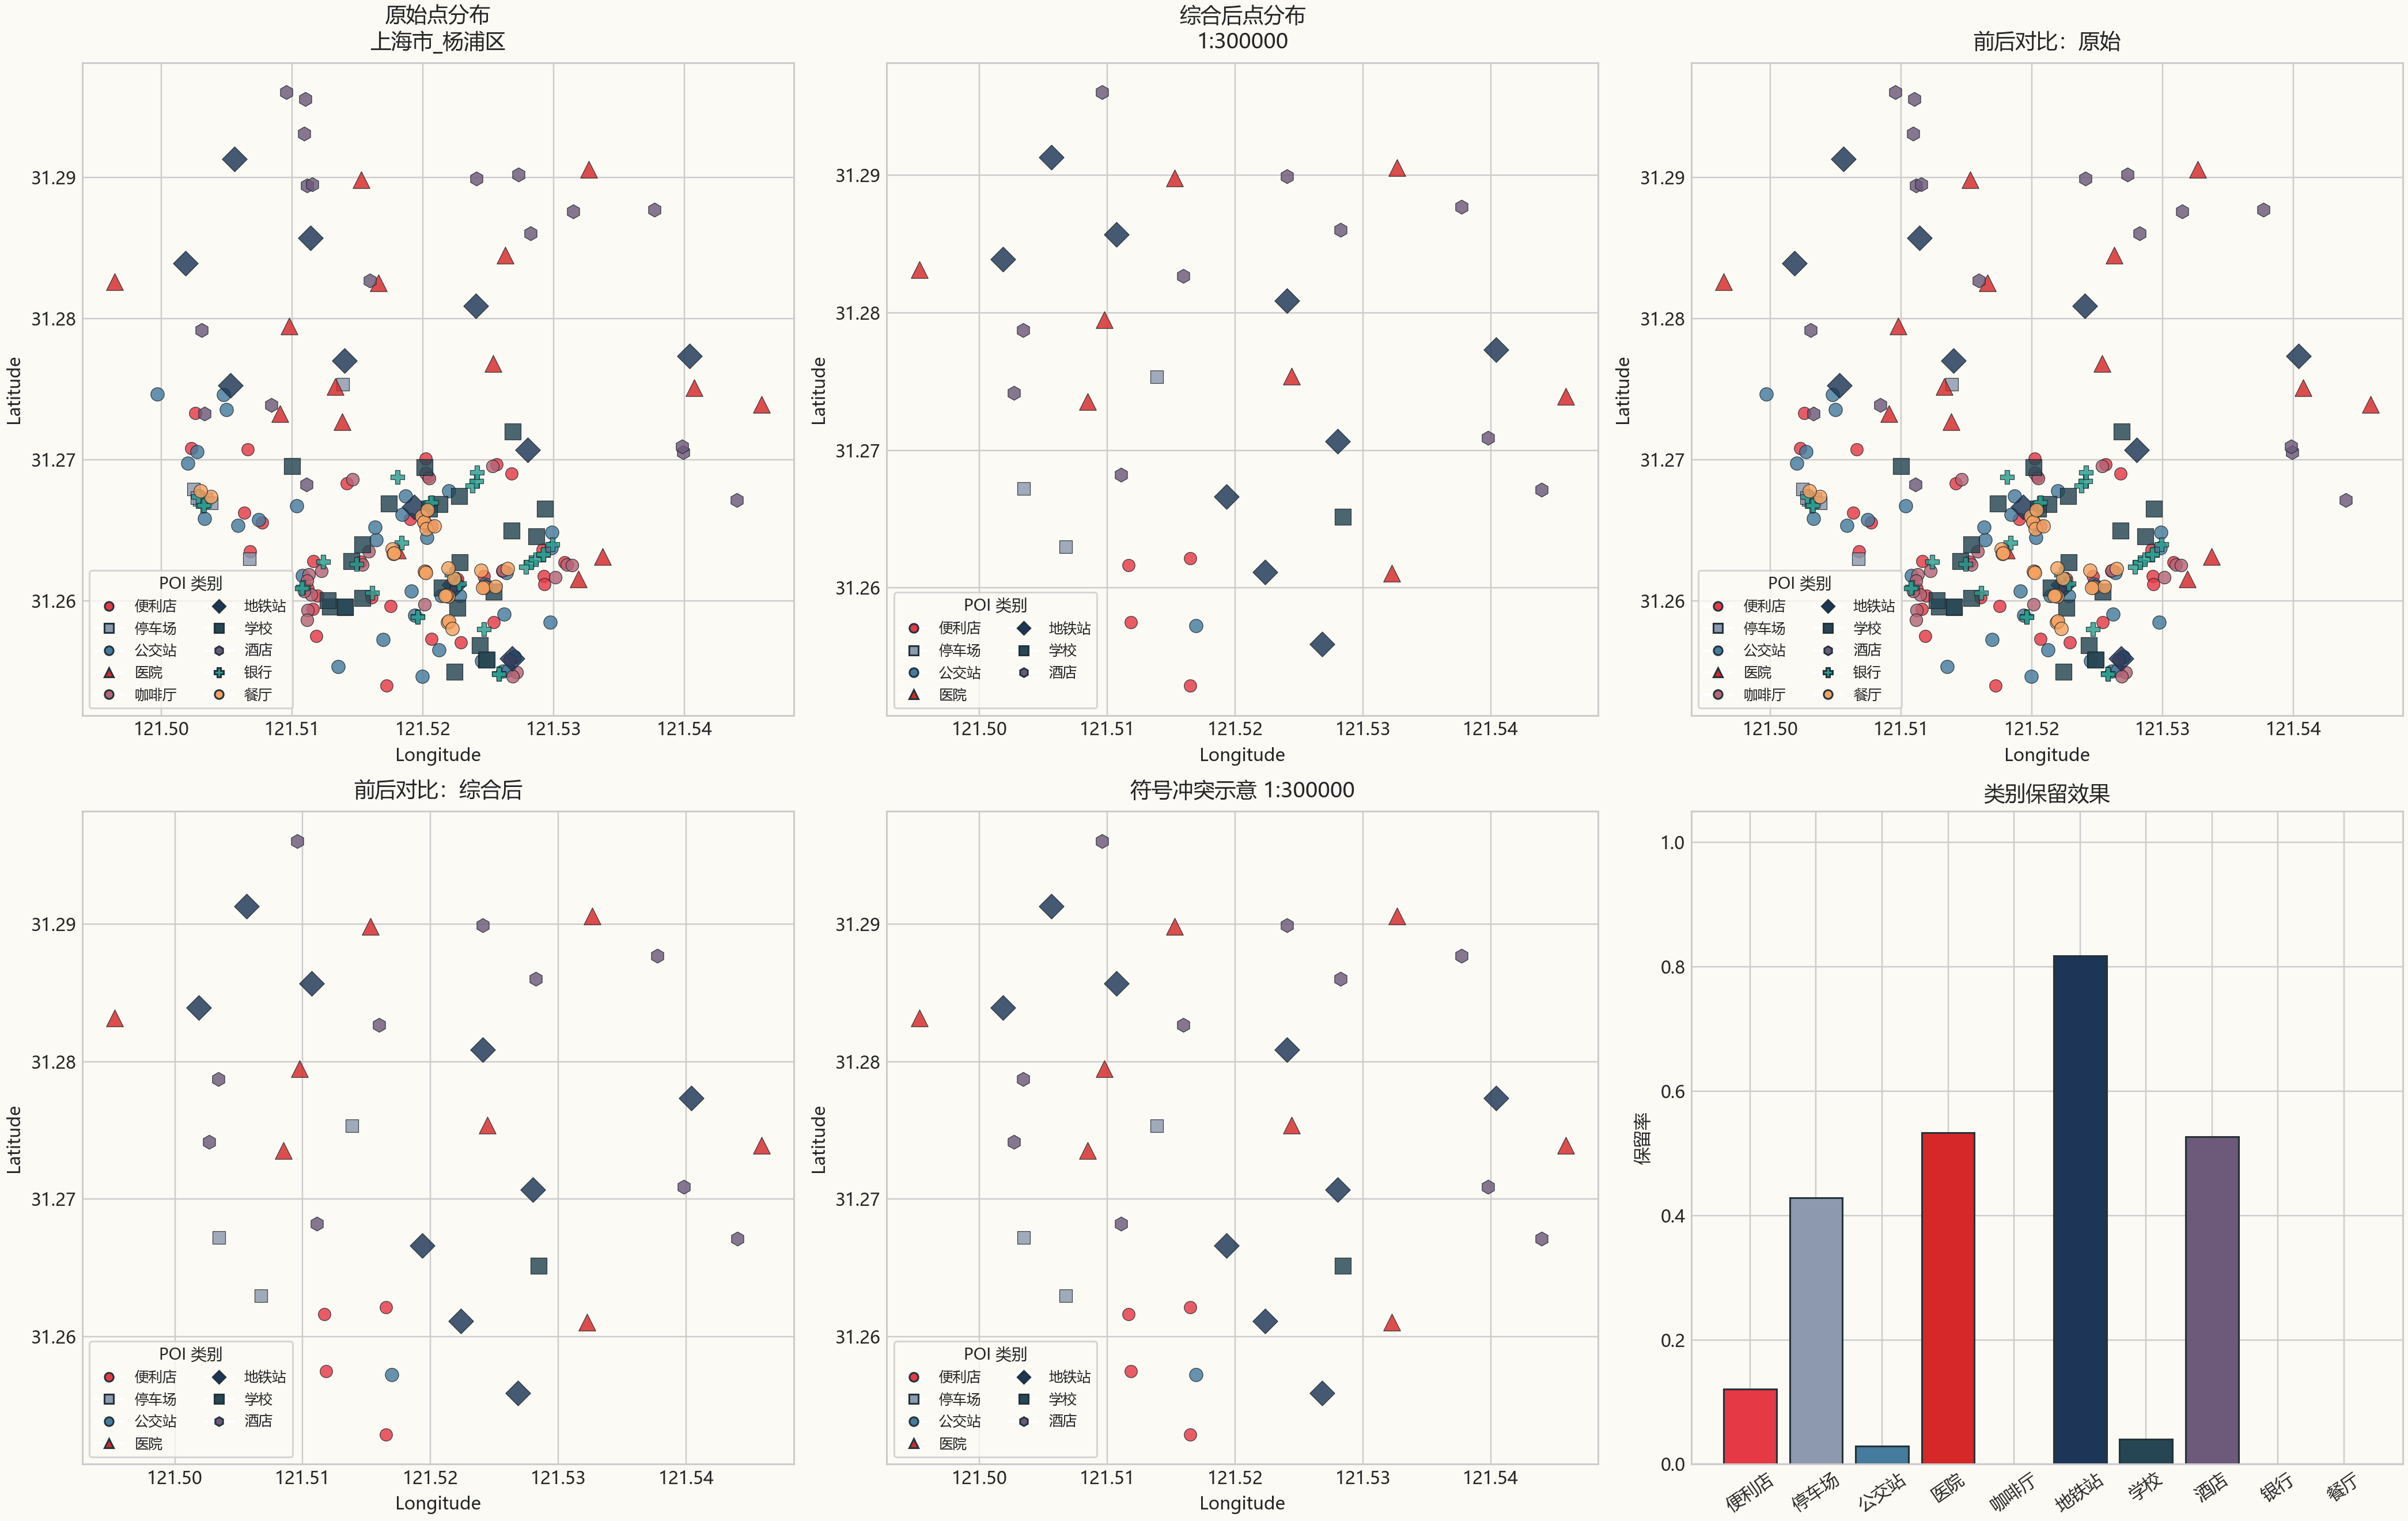 原始点分布
上海市_杨浦区
Latitude
31.29
31.28
31.27
31.26
POI 类别
便利店
停车场
公交站
医院
咖啡厅
地铁站
学校
酒店
银行
餐厅
121.50
121.51
121.52
121.53
121.54
Longitude
综合后点分布
1:300000
Latitude
31.29
31.28
31.27
31.26
POI 类别
便利店
停车场
公交站
医院
地铁站
学校
酒店
121.50
121.51
121.52
121.53
121.54
Longitude
前后对比：原始
Latitude
31.29
31.28
31.27
31.26
POI 类别
便利店
停车场
公交站
医院
咖啡厅
地铁站
学校
酒店
银行
餐厅
121.50
121.51
121.52
121.53
121.54
Longitude
前后对比：综合后
Latitude
31.29
31.28
31.27
31.26
POI 类别
便利店
停车场
公交站
医院
地铁站
学校
酒店
121.50
121.51
121.52
121.53
121.54
Longitude
符号冲突示意 1:300000
Latitude
31.29
31.28
31.27
31.26
POI 类别
便利店
停车场
公交站
医院
地铁站
学校
酒店
121.50
121.51
121.52
121.53
121.54
Longitude
类别保留效果
保留率
1.0
0.8
0.6
0.4
0.2
0.0
便利店
停车场
公交站
医院
咖啡厅
地铁站
学校
酒店
银行
餐厅